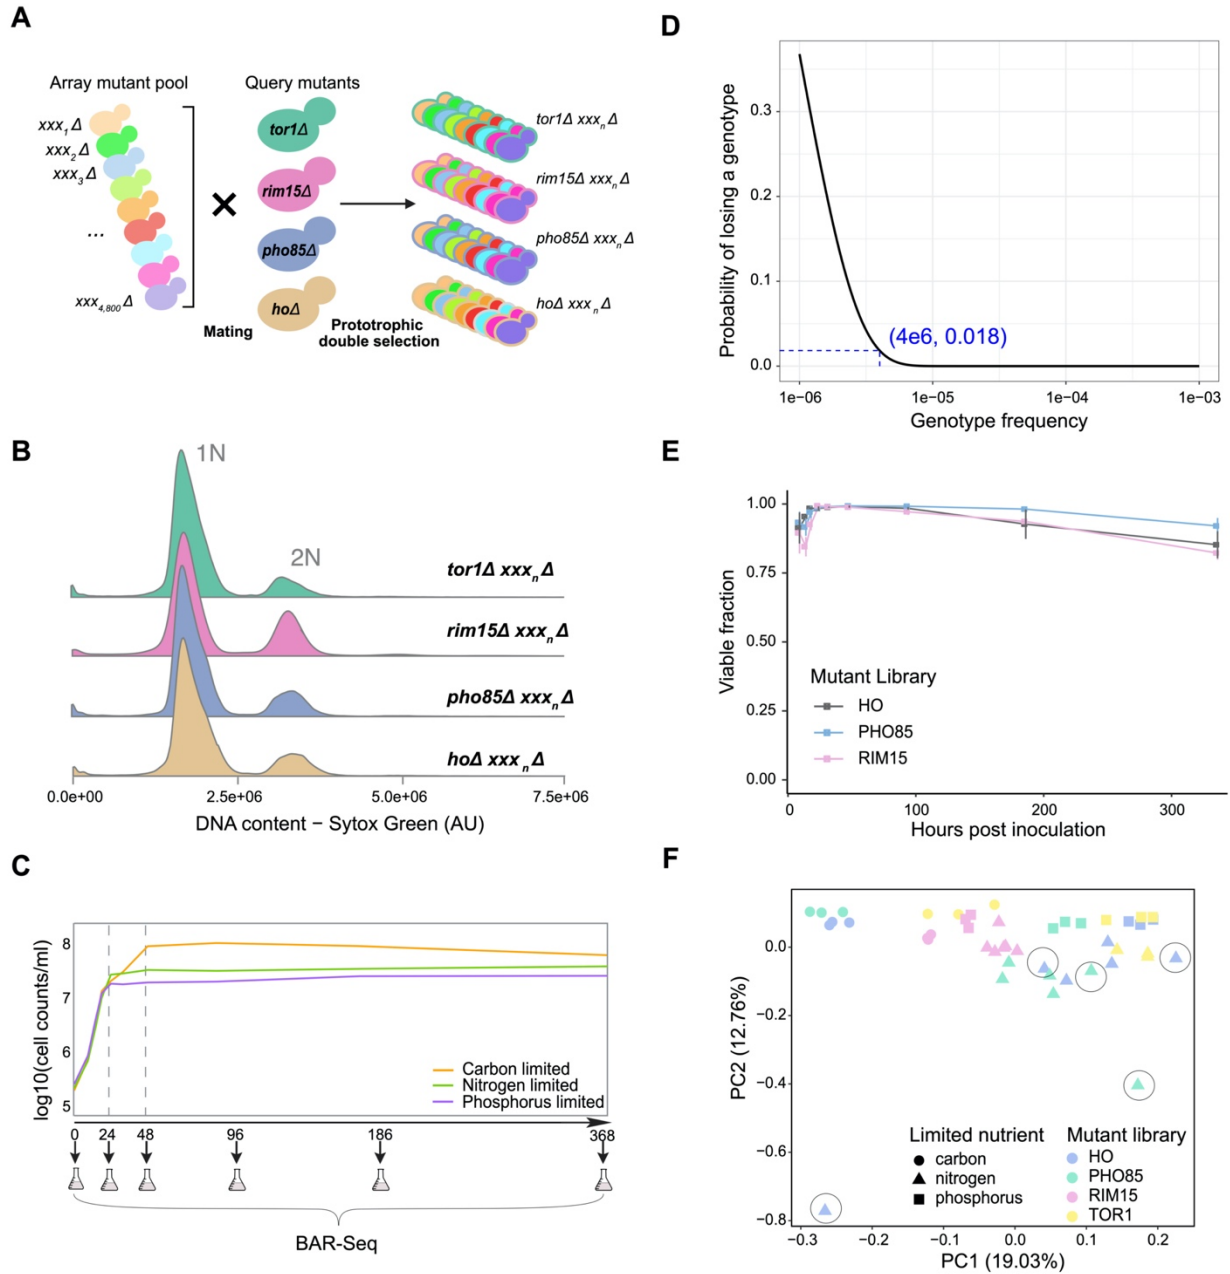 A
Array mutant pool
Query mutants
xxx1Δ
xxx2Δ
xxx3Δ
...
xxx4,800Δ
×
tor1Δ
rim15Δ
pho85Δ
hoΔ
Mating
Prototrophic
double selection
tor1Δ xxxnΔ
rim15Δ xxxnΔ
pho85Δ xxxnΔ
hoΔ xxxnΔ
B
1N
2N
tor1Δ xxxnΔ
rim15Δ xxxnΔ
pho85Δ xxxnΔ
hoΔ xxxnΔ
0.0e+00 2.5e+06 5.0e+06 7.5e+06
DNA content − Sytox Green (AU)
C
log10(cell counts/ml)
8
7
6
5
Carbon limited
Nitrogen limited
Phosphorus limited
0 24 48 96 186 368
BAR-Seq
D
Probability of losing a genotype
0.3
0.2
0.1
0.0
(4e6, 0.018)
1e−06 1e−05 1e−04 1e−03
Genotype frequency
E
Viable fraction
1.00
0.75
0.50
0.25
0.00
Mutant Library
HO
PHO85
RIM15
0 100 200 300
Hours post inoculation
F
PC2 (12.76%)
0.0
−0.2
−0.4
−0.6
−0.8
Limited nutrient
carbon
nitrogen
phosphorus
Mutant library
HO
PHO85
RIM15
TOR1
−0.3 −0.2 −0.1 0.0 0.1 0.2
PC1 (19.03%)